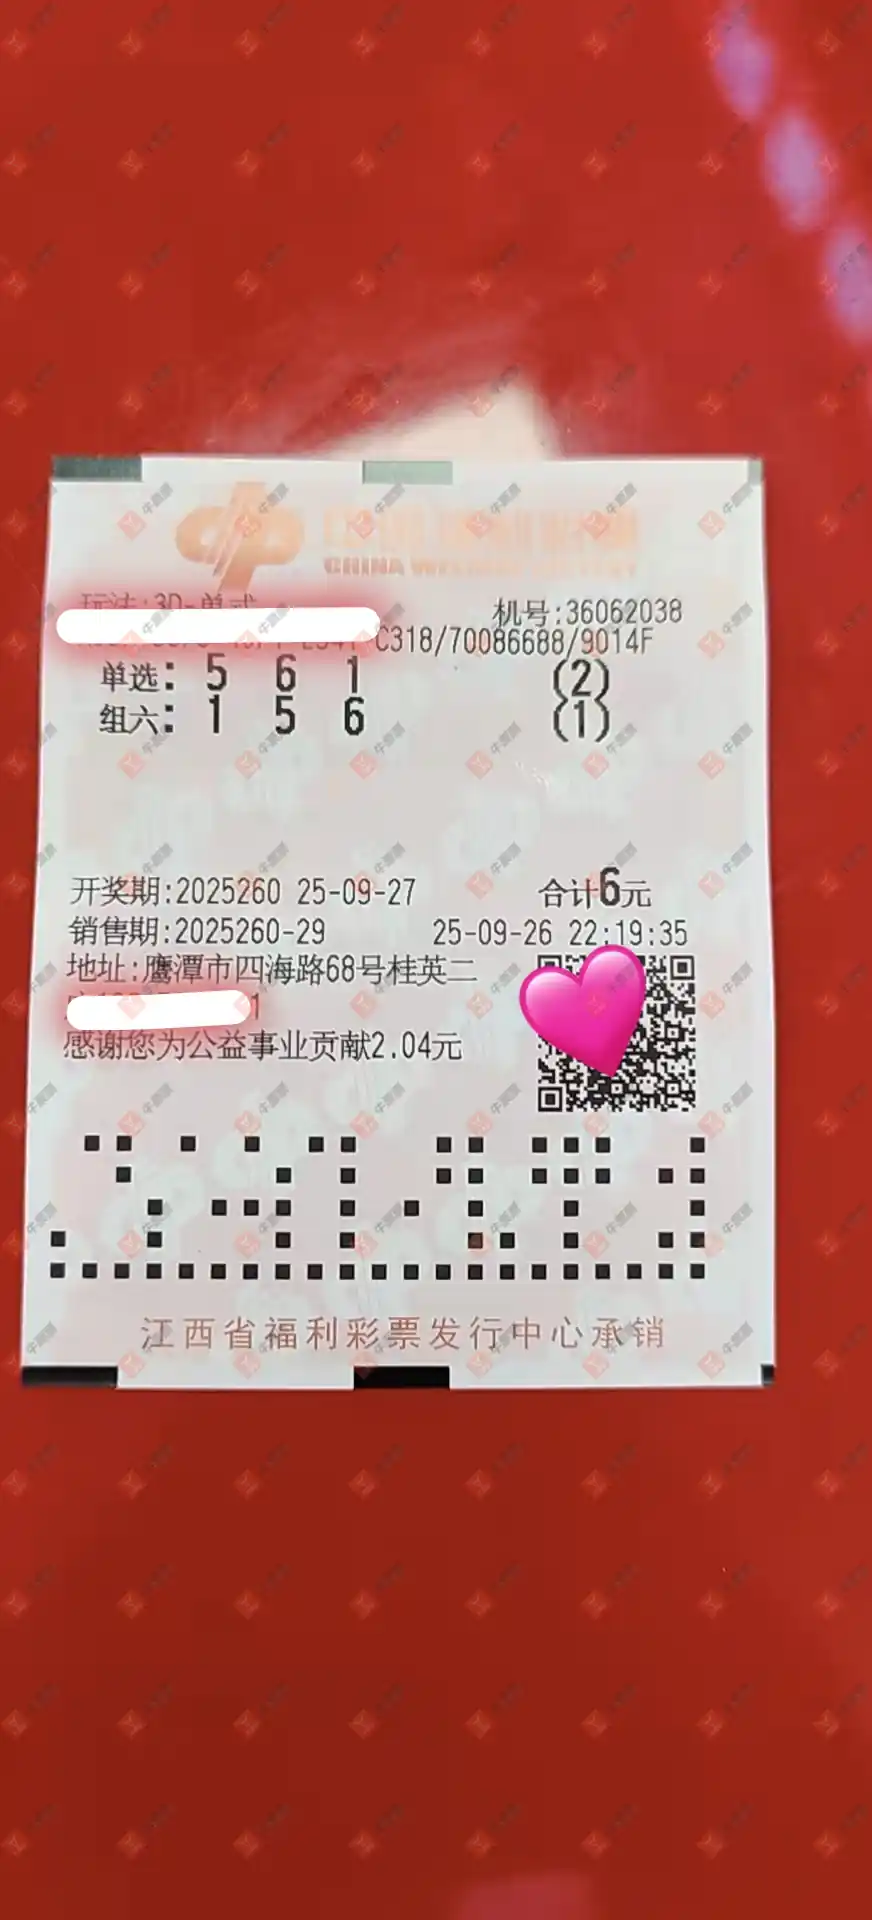 CHINA WELFARE LOTTERY
玩法:3D-单式
机号:36062038
C318/70086688/9014F
单选: 5 6 1 (2)
组六: 1 5 6 (1)
开奖期:2025260 25-09-27 合计6元
销售期:2025260-29 25-09-26 22:19:35
地址:鹰潭市四海路68号桂英二
感谢您为公益事业贡献2.04元
江西省福利彩票发行中心承销